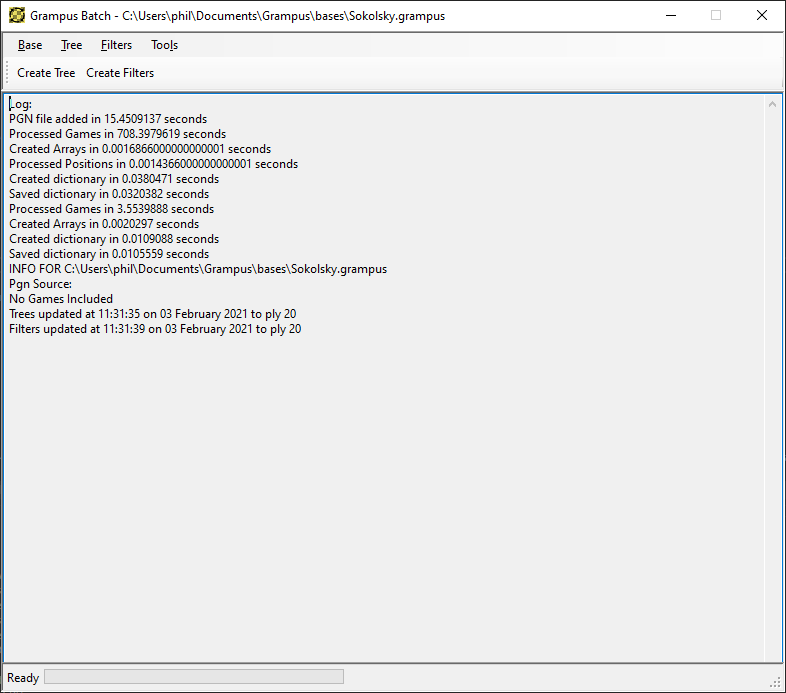 Grampus Batch - C:\Users\phil\Documents\Grampus\bases\Sokolsky.grampus
Base Tree Filters Tools
Create Tree Create Filters
Log:
PGN file added in 15.4509137 seconds
Processed Games in 708.3979619 seconds
Created Arrays in 0.0016866000000000001 seconds
Processed Positions in 0.0014366000000000001 seconds
Created dictionary in 0.0380471 seconds
Saved dictionary in 0.0320382 seconds
Processed Games in 3.5539888 seconds
Created Arrays in 0.0020297 seconds
Created dictionary in 0.0109088 seconds
Saved dictionary in 0.0105559 seconds
INFO FOR C:\Users\phil\Documents\Grampus\bases\Sokolsky.grampus
Pgn Source:
No Games Included
Trees updated at 11:31:35 on 03 February 2021 to ply 20
Filters updated at 11:31:39 on 03 February 2021 to ply 20
Ready